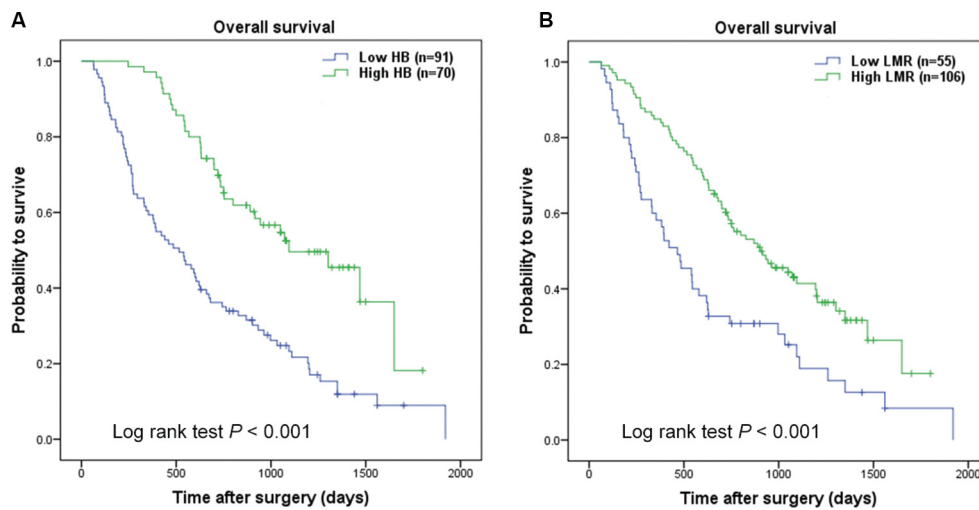 A
Overall survival
Low HB (n=91)
High HB (n=70)
Probability to survive
1.0
0.8
0.6
0.4
0.2
0.0
Log rank test P < 0.001
0 500 1000 1500 2000
Time after surgery (days)
B
Overall survival
Low LMR (n=55)
High LMR (n=106)
Probability to survive
1.0
0.8
0.6
0.4
0.2
0.0
Log rank test P < 0.001
0 500 1000 1500 2000
Time after surgery (days)